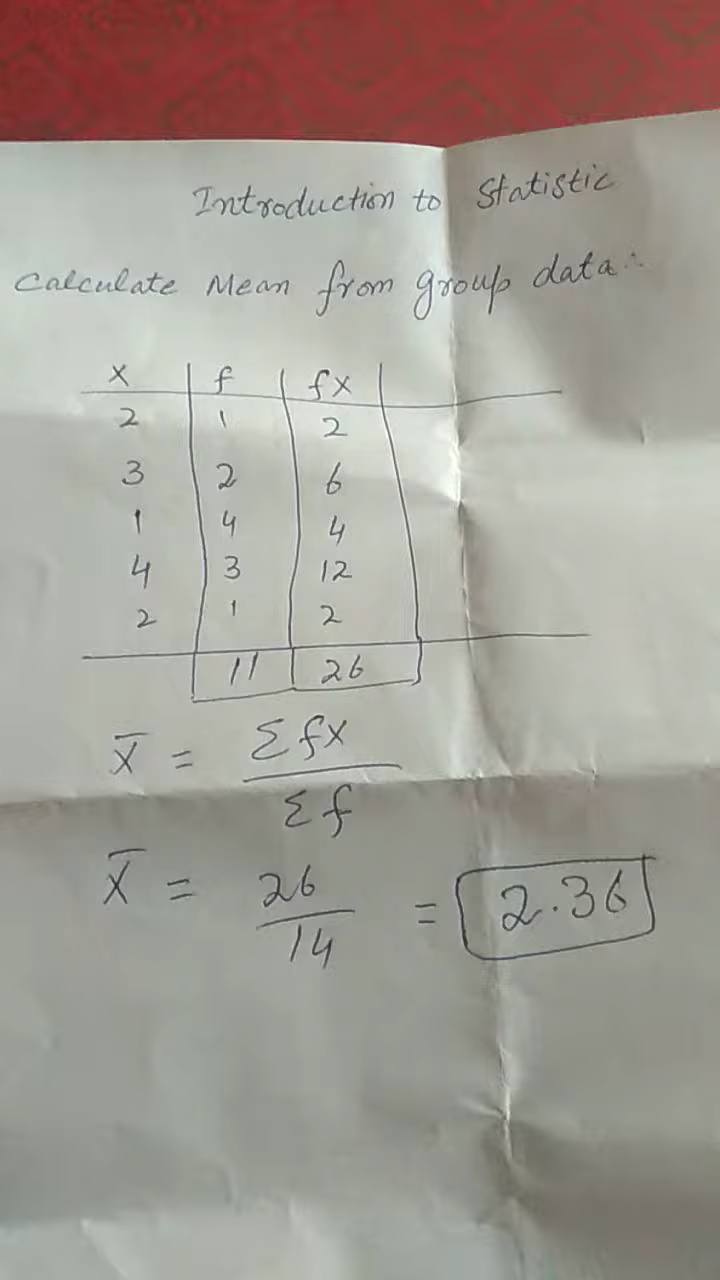 Introduction to Statistic
Calculate Mean from group data:
x f fx
2 1 2
3 2 6
1 4 4
4 3 12
2 1 2
11 26
x̄ = Σfx
Σf
x̄ = 26 = 2.36
14